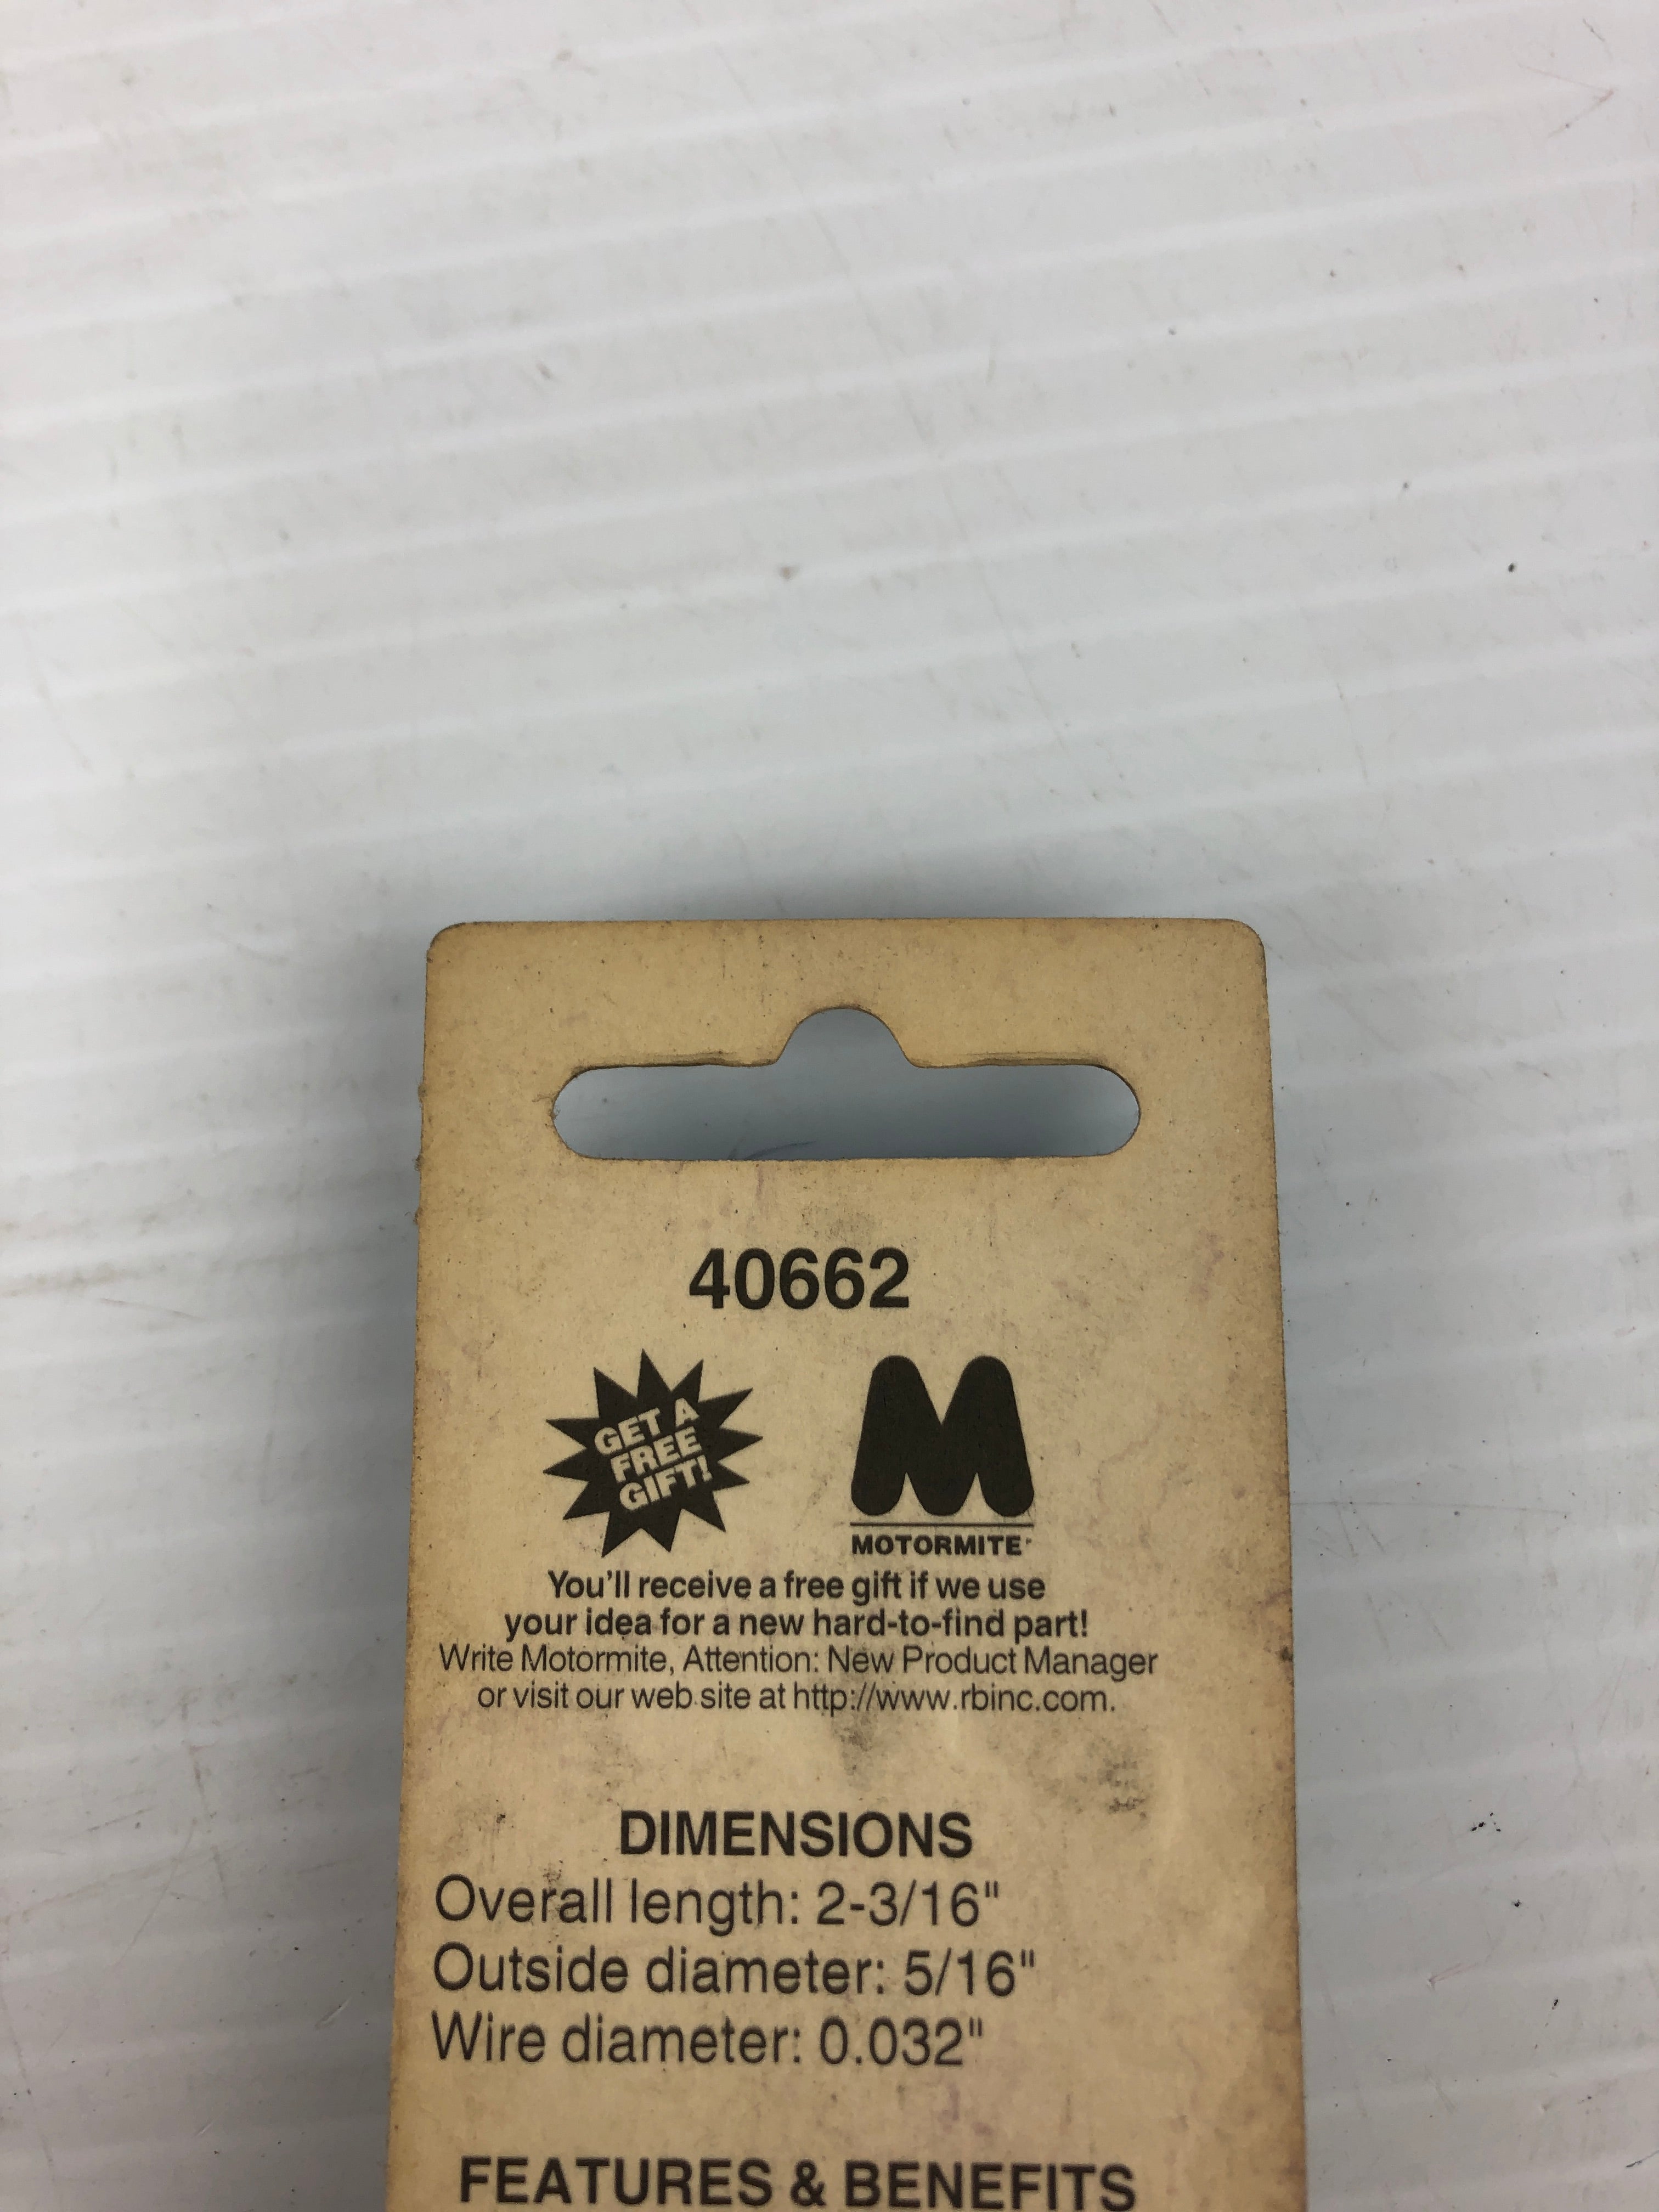 40662
GET A
FREE
GIFT!
MOTORMITE
You'll receive a free gift if we use
your idea for a new hard-to-find part!
Write Motormite, Attention: New Product Manager
or visit our web site at http://www.rbinc.com.
DIMENSIONS
Overall length: 2-3/16"
Outside diameter: 5/16"
Wire diameter: 0.032"
FEATURES & BENEFITS